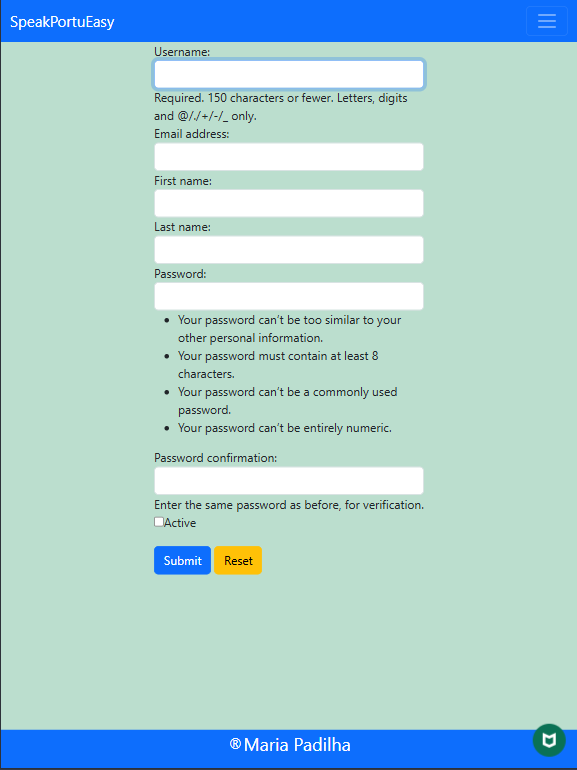 SpeakPortuEasy
Username:
Required. 150 characters or fewer. Letters, digits
and @/./+/-/_ only.
Email address:
First name:
Last name:
Password:
• Your password can't be too similar to your
other personal information.
• Your password must contain at least 8
characters.
• Your password can't be a commonly used
password.
• Your password can't be entirely numeric.
Password confirmation:
Enter the same password as before, for verification.
Active
Submit Reset
®Maria Padilha